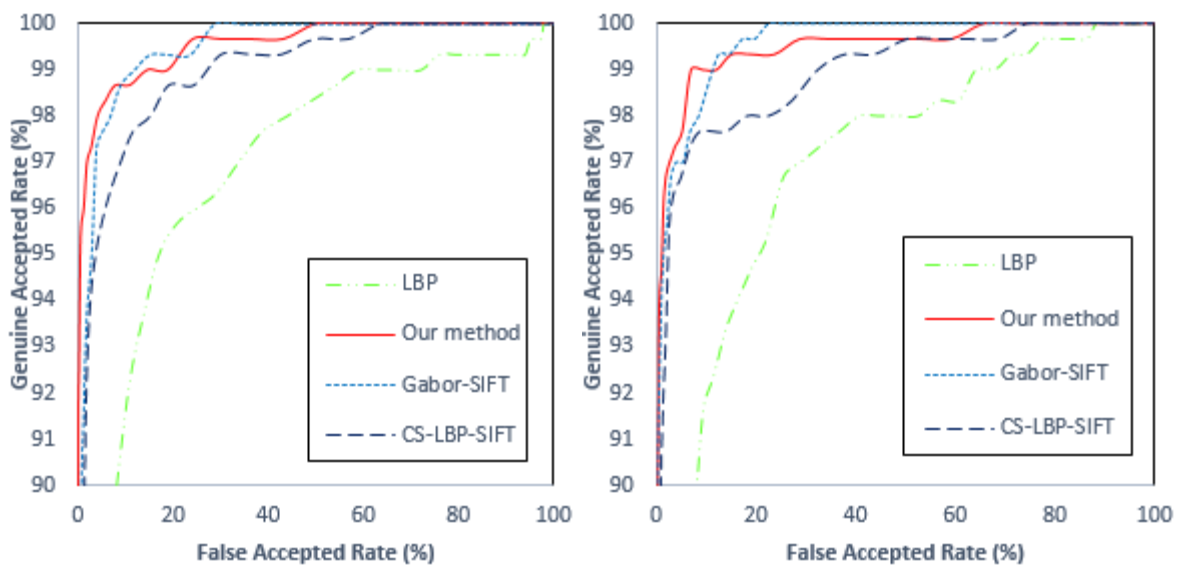 100
99
98
97
96
95
94
93
92
91
90
Genuine Accepted Rate (%)
LBP
Our method
Gabor-SIFT
CS-LBP-SIFT
0 20 40 60 80 100
False Accepted Rate (%)
100
99
98
97
96
95
94
93
92
91
90
Genuine Accepted Rate (%)
LBP
Our method
Gabor-SIFT
CS-LBP-SIFT
0 20 40 60 80 100
False Accepted Rate (%)